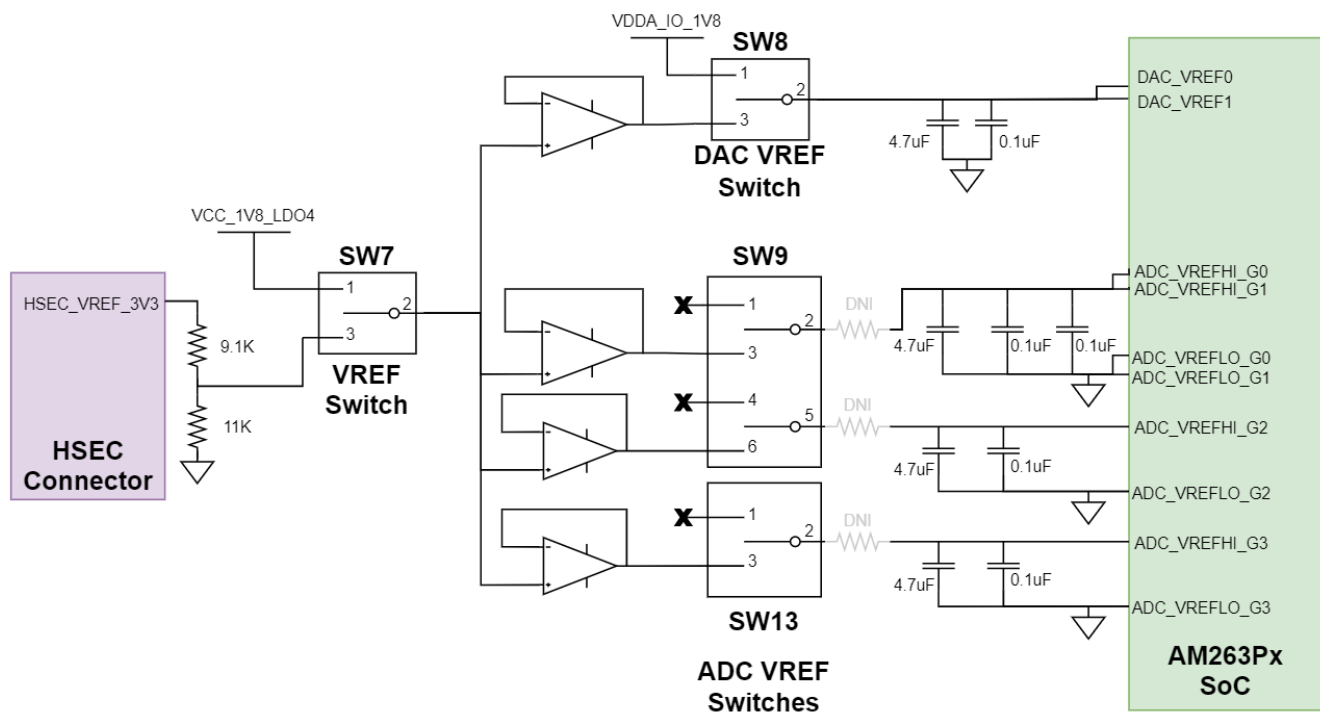 VDDA_IO_1V8
SW8
1
2
3
DAC VREF
Switch
4.7uF
0.1uF
DAC_VREF0
DAC_VREF1
VCC_1V8_LDO4
SW7
1
2
3
VREF
Switch
HSEC_VREF_3V3
9.1K
11K
HSEC
Connector
SW9
1
2
3
4
5
6
DNI
4.7uF
0.1uF
0.1uF
ADC_VREFHI_G0
ADC_VREFHI_G1
ADC_VREFLO_G0
ADC_VREFLO_G1
DNI
4.7uF
0.1uF
ADC_VREFHI_G2
ADC_VREFLO_G2
1
2
3
SW13
DNI
4.7uF
0.1uF
ADC_VREFHI_G3
ADC_VREFLO_G3
ADC VREF
Switches
AM263Px
SoC